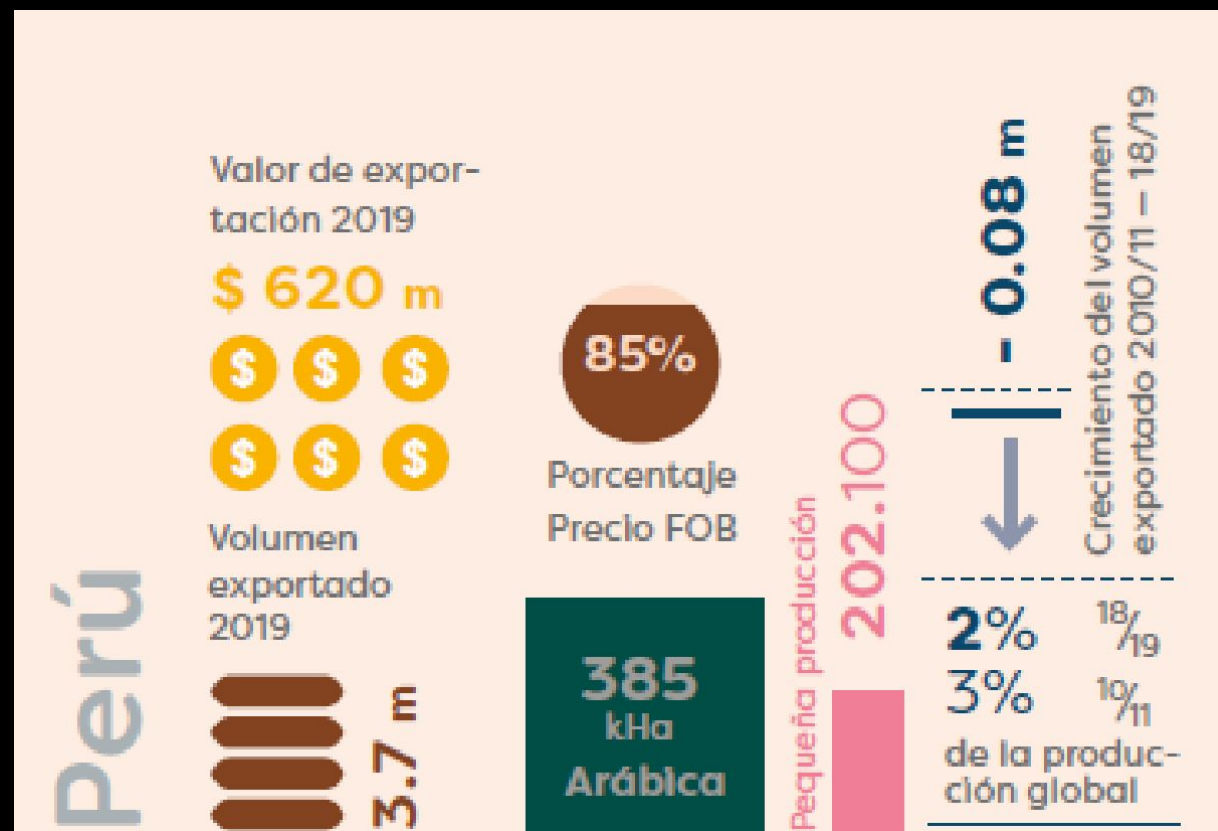 Perú
Valor de expor-
tación 2019
$ 620 m
$ $ $
$ $ $
Volumen
exportado
2019
3.7 m
85%
Porcentaje
Precio FOB
385
kHa
Arábica
Pequeña producción
202.100
- 0.08 m
Crecimiento del volumen
exportado 2010/11 – 18/19
2% 18/19
3% 10/11
de la produc-
ción global